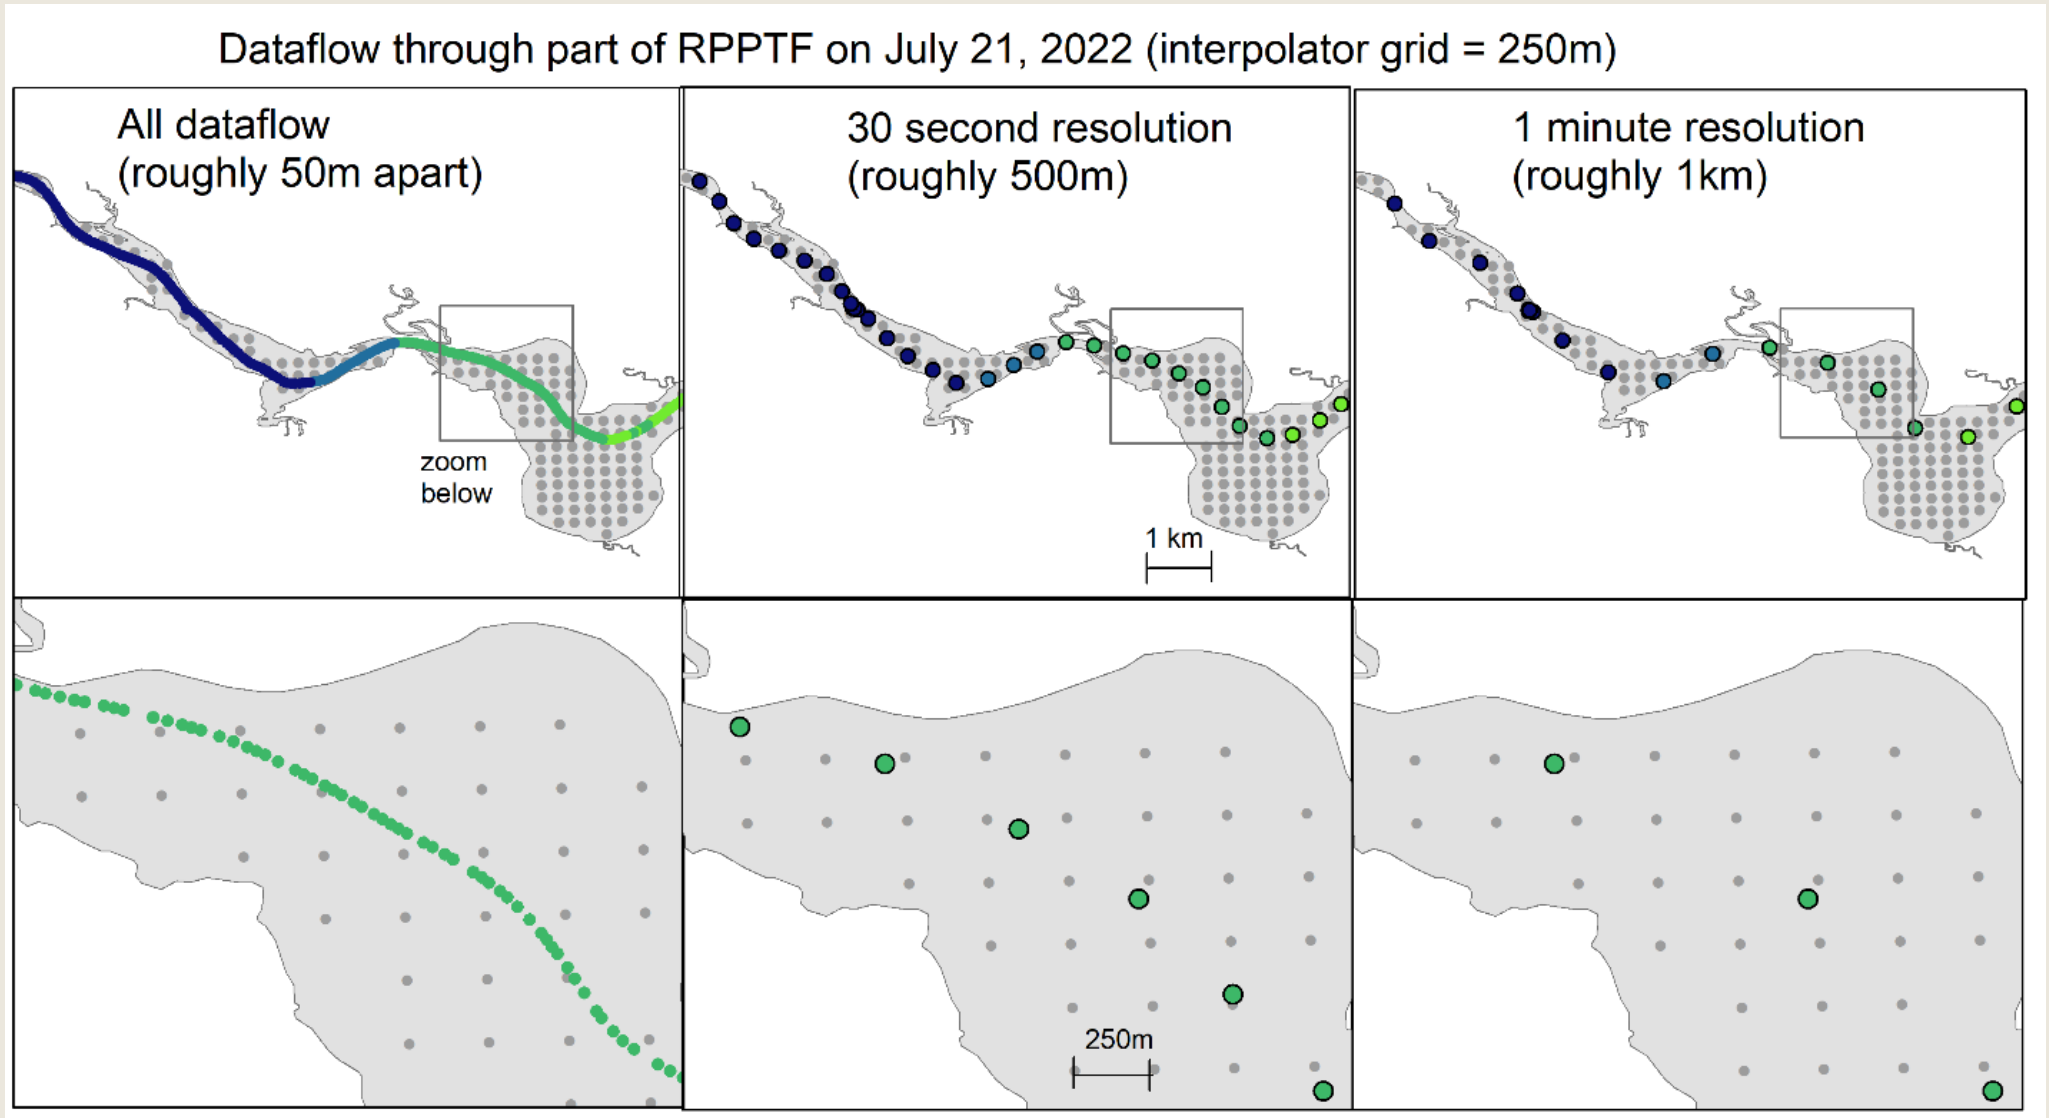 Dataflow through part of RPPTF on July 21, 2022 (interpolator grid = 250m)
All dataflow
(roughly 50m apart)
30 second resolution
(roughly 500m)
1 minute resolution
(roughly 1km)
zoom
below
1 km
250m